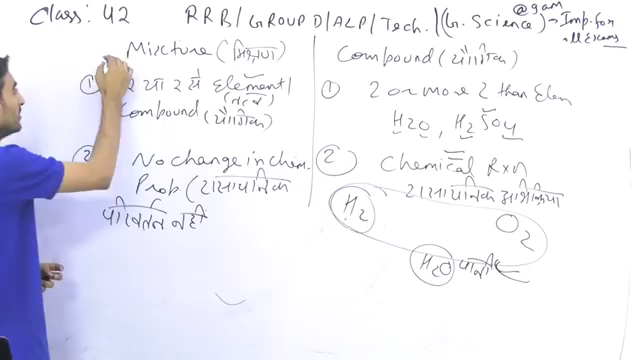 Class: 42
RRB/GROUP D/ALP/Tech./(G. Science) → Imp. for all Exams
@9am
Mixture (मिश्रण)
① 2 या 2 से Element/
(तत्व)
Compound (यौगिक)
② No change in chem.
Prob (रासायनिक
परिवर्तन नहीं
Compound (यौगिक)
① 2 or more 2 than Elem
H2O, H2SO4
② Chemical Rxn
रासायनिक अभिक्रिया
H2
O2
H2O पानी